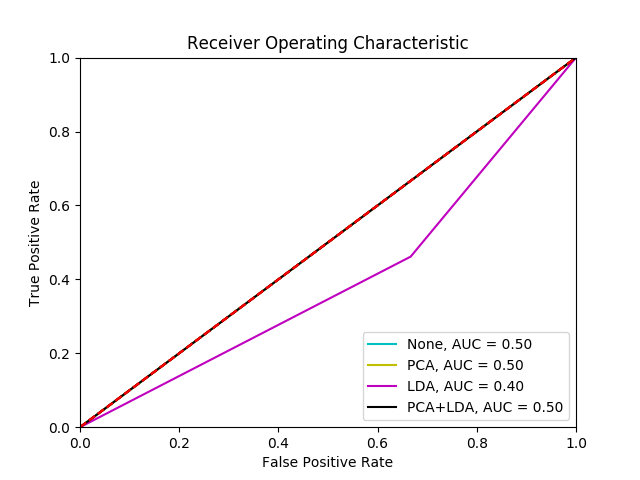 Receiver Operating Characteristic
True Positive Rate
1.0
0.8
0.6
0.4
0.2
0.0
None, AUC = 0.50
PCA, AUC = 0.50
LDA, AUC = 0.40
PCA+LDA, AUC = 0.50
0.0 0.2 0.4 0.6 0.8 1.0
False Positive Rate